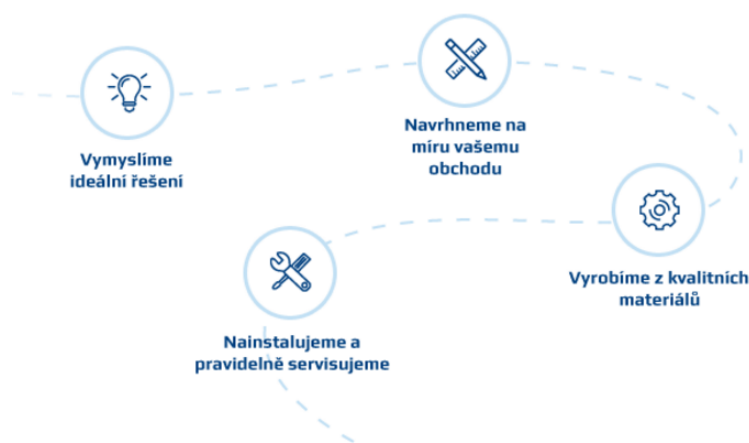 Vymyslíme
ideální řešení
Navrhneme na
míru vašemu
obchodu
Vyrobíme z kvalitních
materiálů
Nainstalujeme a
pravidelně servisujeme